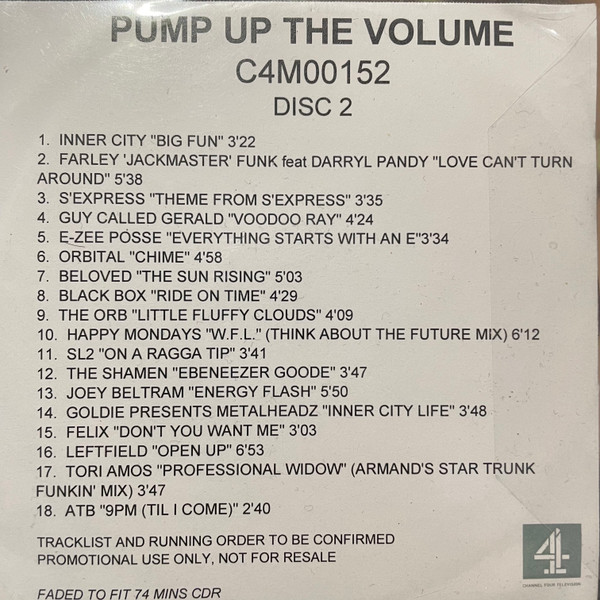 PUMP UP THE VOLUME
C4M00152
DISC 2
1. INNER CITY "BIG FUN" 3'22
2. FARLEY 'JACKMASTER' FUNK feat DARRYL PANDY "LOVE CAN'T TURN
AROUND" 5'38
3. S'EXPRESS "THEME FROM S'EXPRESS" 3'35
4. GUY CALLED GERALD "VOODOO RAY" 4'24
5. E-ZEE POSSE "EVERYTHING STARTS WITH AN E"3'34
6. ORBITAL "CHIME" 4'58
7. BELOVED "THE SUN RISING" 5'03
8. BLACK BOX "RIDE ON TIME" 4'29
9. THE ORB "LITTLE FLUFFY CLOUDS" 4'09
10. HAPPY MONDAYS "W.F.L." (THINK ABOUT THE FUTURE MIX) 6'12
11. SL2 "ON A RAGGA TIP" 3'41
12. THE SHAMEN "EBENEEZER GOODE" 3'47
13. JOEY BELTRAM "ENERGY FLASH" 5'50
14. GOLDIE PRESENTS METALHEADZ "INNER CITY LIFE" 3'48
15. FELIX "DON'T YOU WANT ME" 3'03
16. LEFTFIELD "OPEN UP" 6'53
17. TORI AMOS "PROFESSIONAL WIDOW" (ARMAND'S STAR TRUNK
FUNKIN' MIX) 3'47
18. ATB "9PM (TIL I COME)" 2'40
TRACKLIST AND RUNNING ORDER TO BE CONFIRMED
PROMOTIONAL USE ONLY, NOT FOR RESALE
4
CHANNEL FOUR TELEVISION
FADED TO FIT 74 MINS CDR